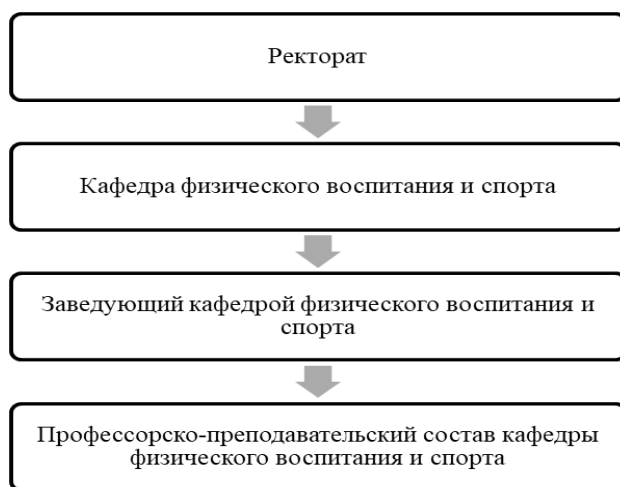 Ректорат
Кафедра физического воспитания и спорта
Заведующий кафедрой физического воспитания и
спорта
Профессорско-преподавательский состав кафедры
физического воспитания и спорта